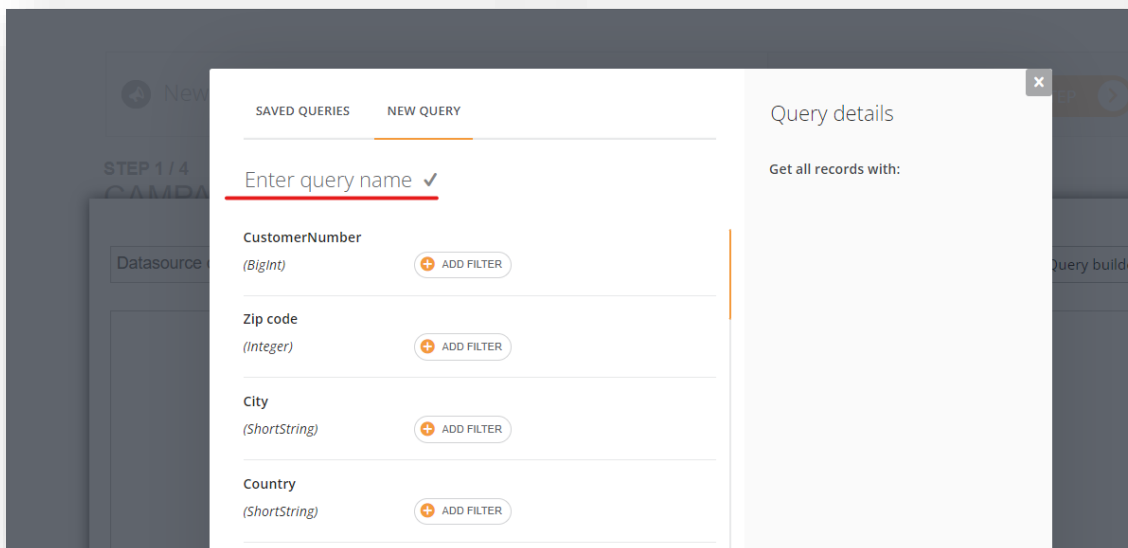 New
SAVED QUERIES
NEW QUERY
Query details
STEP 1 / 4
Enter query name
Get all records with:
CustomerNumber
(BigInt)
ADD FILTER
Datasource
Query build
Zip code
(Integer)
ADD FILTER
City
(ShortString)
ADD FILTER
Country
(ShortString)
ADD FILTER